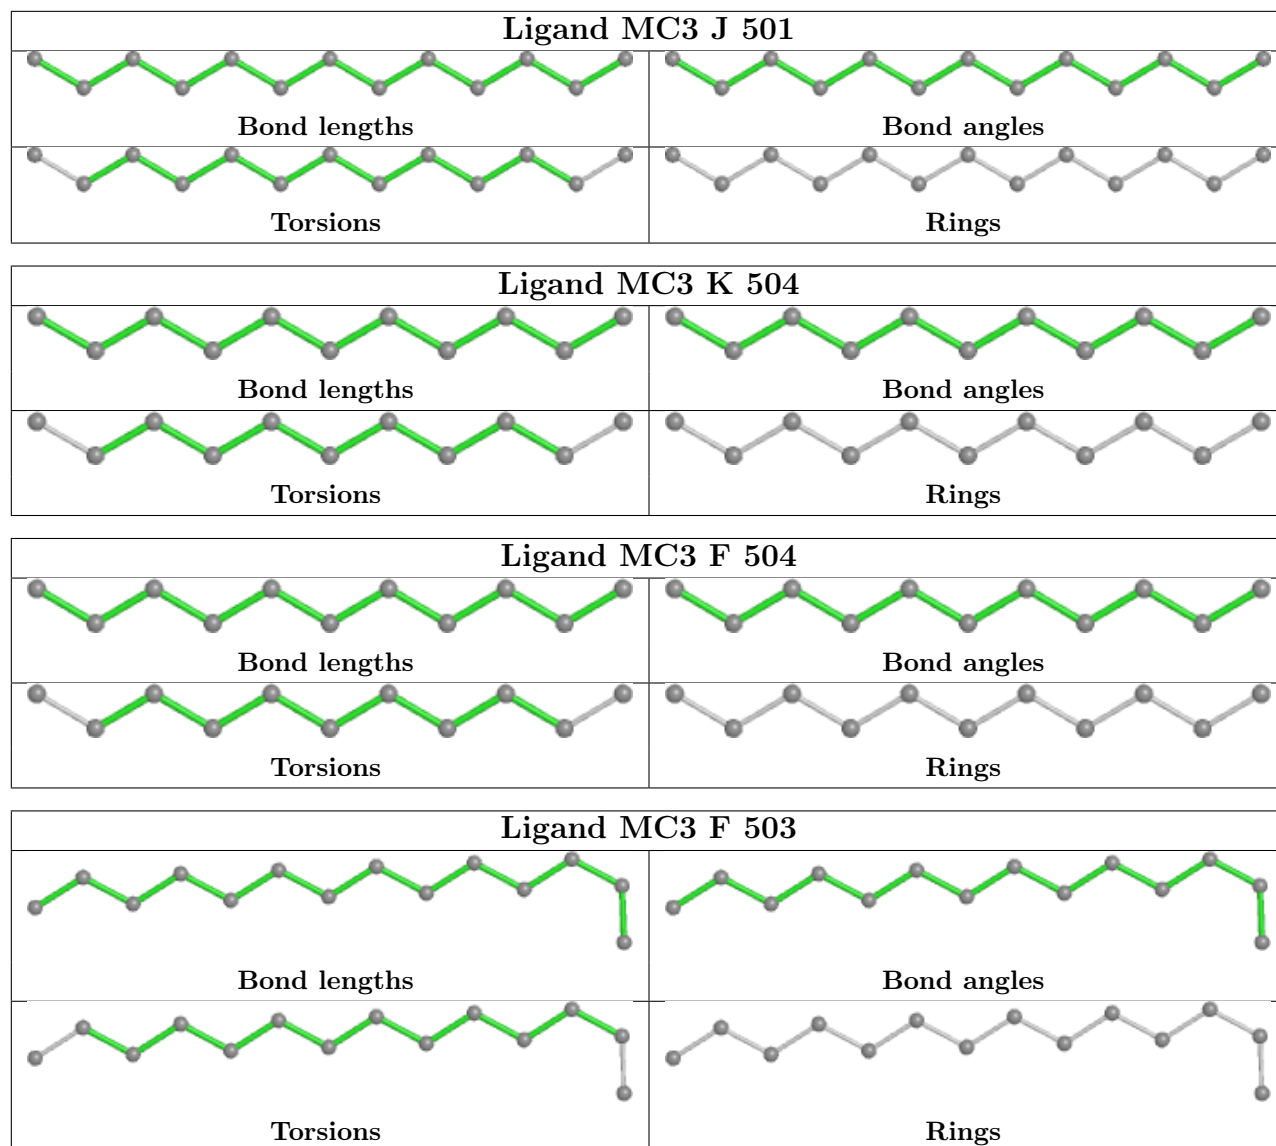 Ligand MC3 J 501
Bond lengths
Bond angles
Torsions
Rings
Ligand MC3 K 504
Bond lengths
Bond angles
Torsions
Rings
Ligand MC3 F 504
Bond lengths
Bond angles
Torsions
Rings
Ligand MC3 F 503
Bond lengths
Bond angles
Torsions
Rings